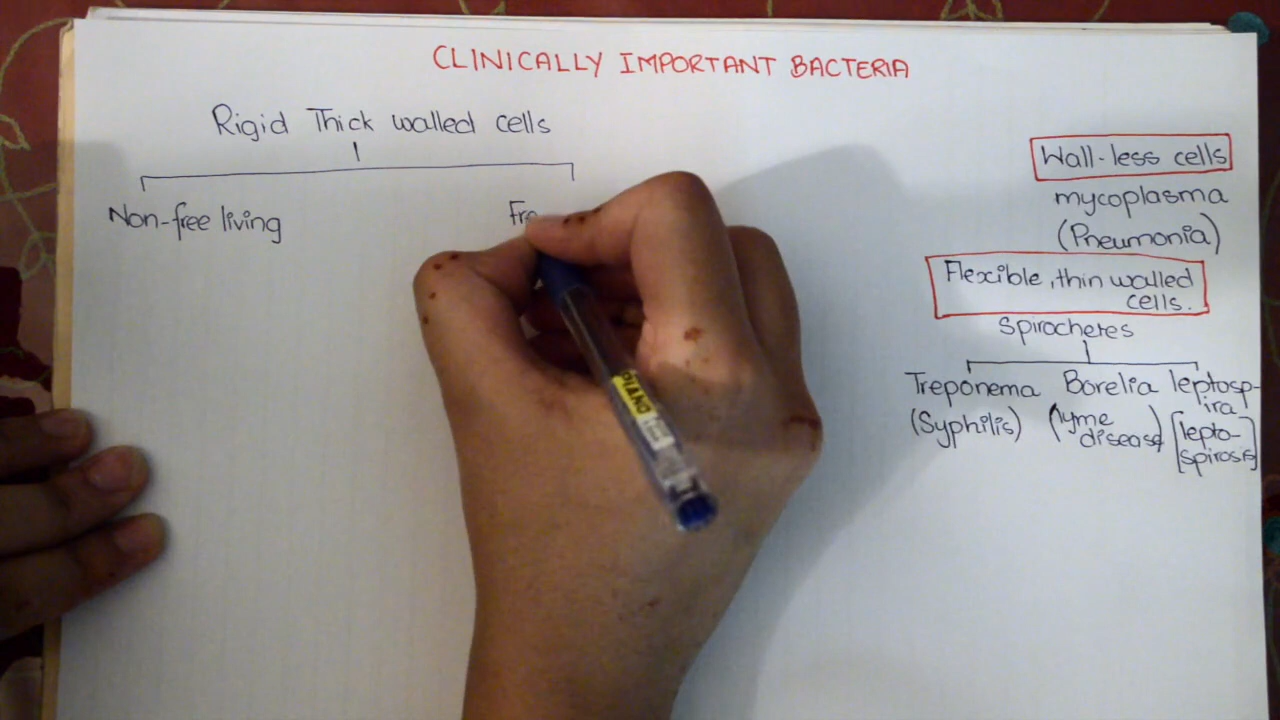 CLINICALLY IMPORTANT BACTERIA
Rigid Thick walled cells
Non-free living
Fre
Wall-less cells
mycoplasma
(Pneumonia)
Flexible, thin walled
cells.
Spirochetes
Treponema
(Syphilis)
Borelia
(lyme
disease)
leptosp-
ira
[lepto-
spirosis]